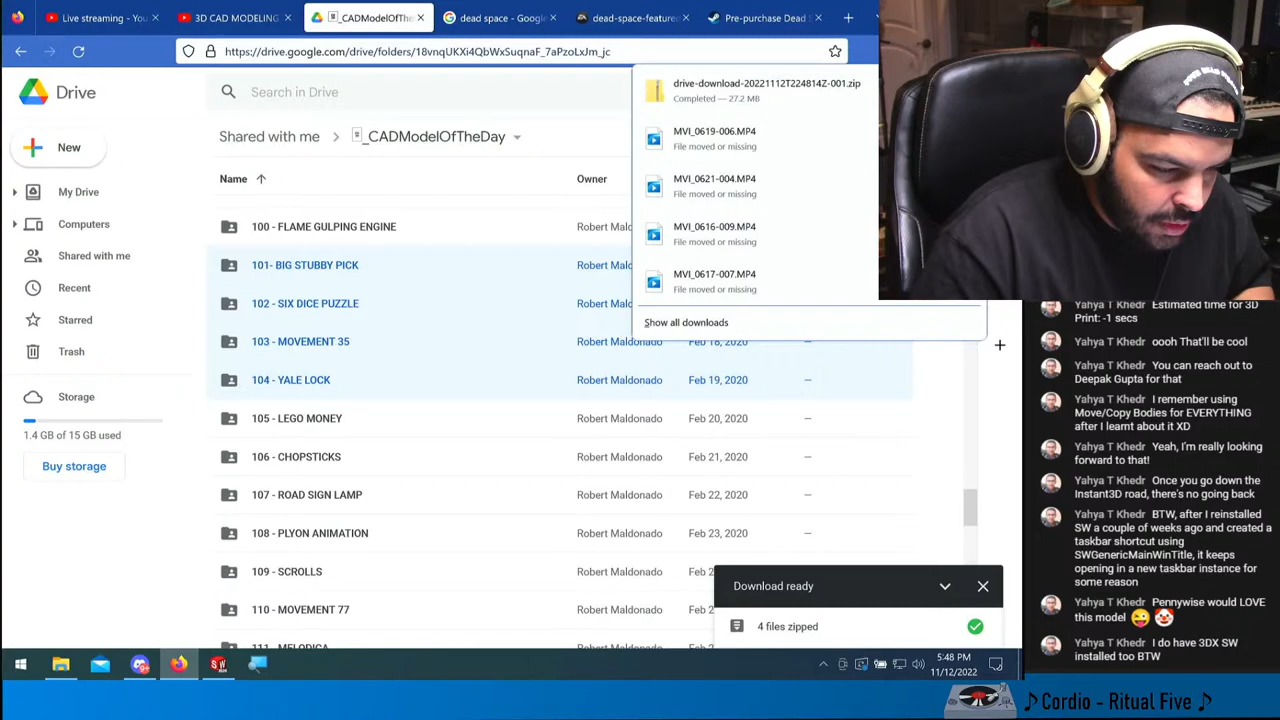 Live streaming - You
3D CAD MODELING
_CADModelOfThe
dead space - Google
dead-space-feature
Pre-purchase Dead S
https://drive.google.com/drive/folders/18vnqUKXi4QbWxSuqnaF_7aPzoLxJm_jc
Drive
Search in Drive
New
My Drive
Computers
Shared with me
Recent
Starred
Trash
Storage
1.4 GB of 15 GB used
Buy storage
Shared with me
_CADModelOfTheDay
Name
Owner
100 - FLAME GULPING ENGINE
Robert Mald
101- BIG STUBBY PICK
Robert Mald
102 - SIX DICE PUZZLE
Robert Mald
103 - MOVEMENT 35
Robert Maldonado
Feb 18, 2020
104 - YALE LOCK
Robert Maldonado
Feb 19, 2020
105 - LEGO MONEY
Robert Maldonado
Feb 20, 2020
106 - CHOPSTICKS
Robert Maldonado
Feb 21, 2020
107 - ROAD SIGN LAMP
Robert Maldonado
Feb 22, 2020
108 - PLYON ANIMATION
Robert Maldonado
Feb 23, 2020
109 - SCROLLS
Robert Maldonado
Feb 2
110 - MOVEMENT 77
Robert Maldonado
Feb 2
111 - MELODICA
drive-download-20221112T224814Z-001.zip
Completed — 27.2 MB
MVI_0619-006.MP4
File moved or missing
MVI_0621-004.MP4
File moved or missing
MVI_0616-009.MP4
File moved or missing
MVI_0617-007.MP4
File moved or missing
Show all downloads
Download ready
4 files zipped
Yahya T Khedr Estimated time for 3D
Print: -1 secs
Yahya T Khedr oooh That'll be cool
Yahya T Khedr You can reach out to
Deepak Gupta for that
Yahya T Khedr I remember using
Move/Copy Bodies for EVERYTHING
after I learnt about it XD
Yahya T Khedr Yeah, I'm really looking
forward to that!
Yahya T Khedr Once you go down the
Instant3D road, there's no going back
Yahya T Khedr BTW, after I reinstalled
SW a couple of weeks ago and created a
taskbar shortcut using
SWGenericMainWinTitle, it keeps
opening in a new taskbar instance for
some reason
Yahya T Khedr Pennywise would LOVE
this model 😜 🤡
Yahya T Khedr I do have 3DX SW
installed too BTW
5:48 PM
11/12/2022
♪ Cordio - Ritual Five ♪